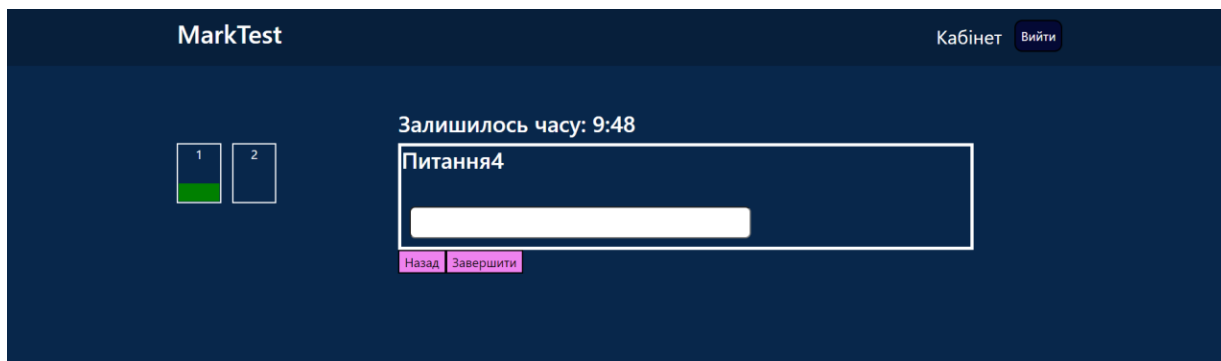 MarkTest
Кабінет Вийти
Залишилось часу: 9:48
1 2
Питання4
Назад Завершити